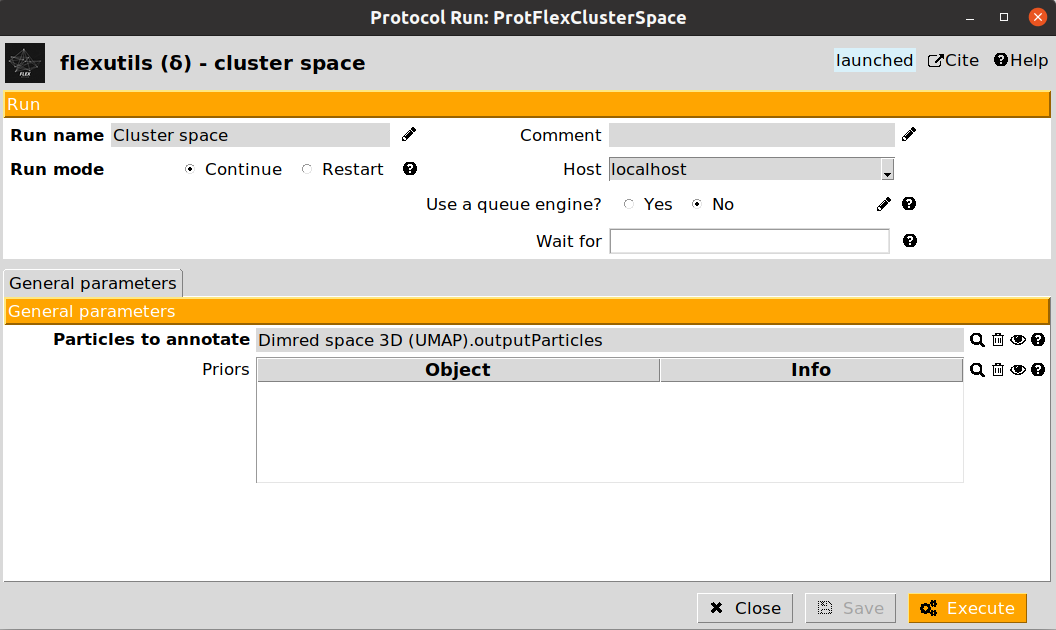 Protocol Run: ProtFlexClusterSpace
FLEX
flexutils (δ) - cluster space
launched Cite Help
Run
Run name Cluster space Comment
Run mode Continue Restart Host localhost
Use a queue engine? Yes No
Wait for
General parameters
General parameters
Particles to annotate Dimred space 3D (UMAP).outputParticles
Priors Object Info
Close Save Execute